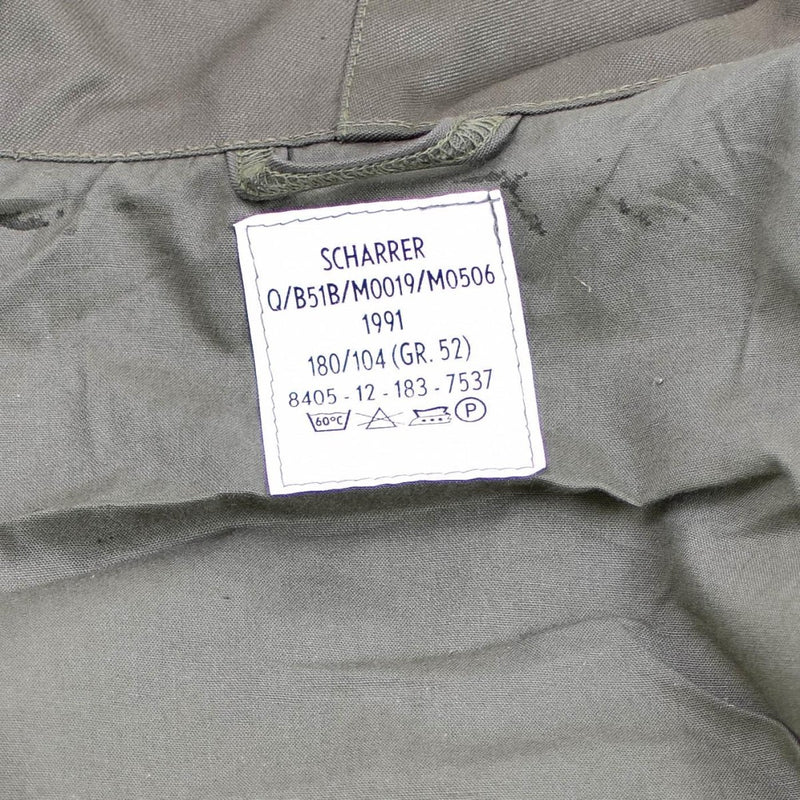 SCHARRER
Q/B51B/M0019/M0506
1991
180/104 (GR. 52)
8405 - 12 - 183 - 7537
60°C P